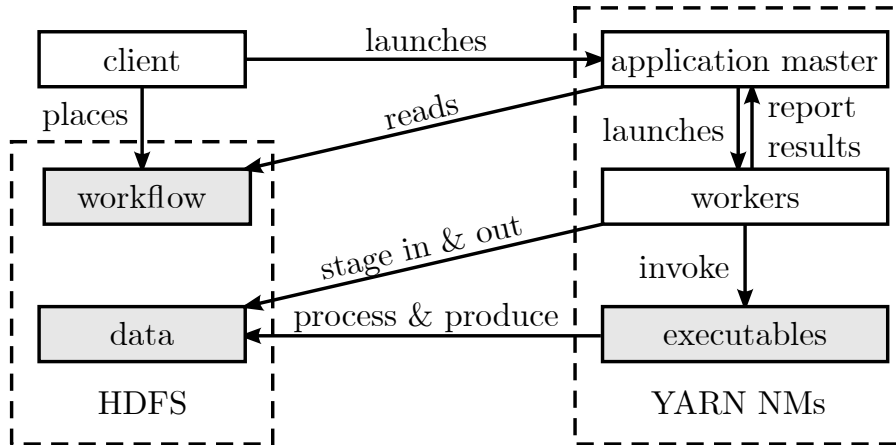 launches
client
application master
places
reads
launches
report
results
workflow
workers
stage in & out
invoke
process & produce
data
executables
HDFS
YARN NMs